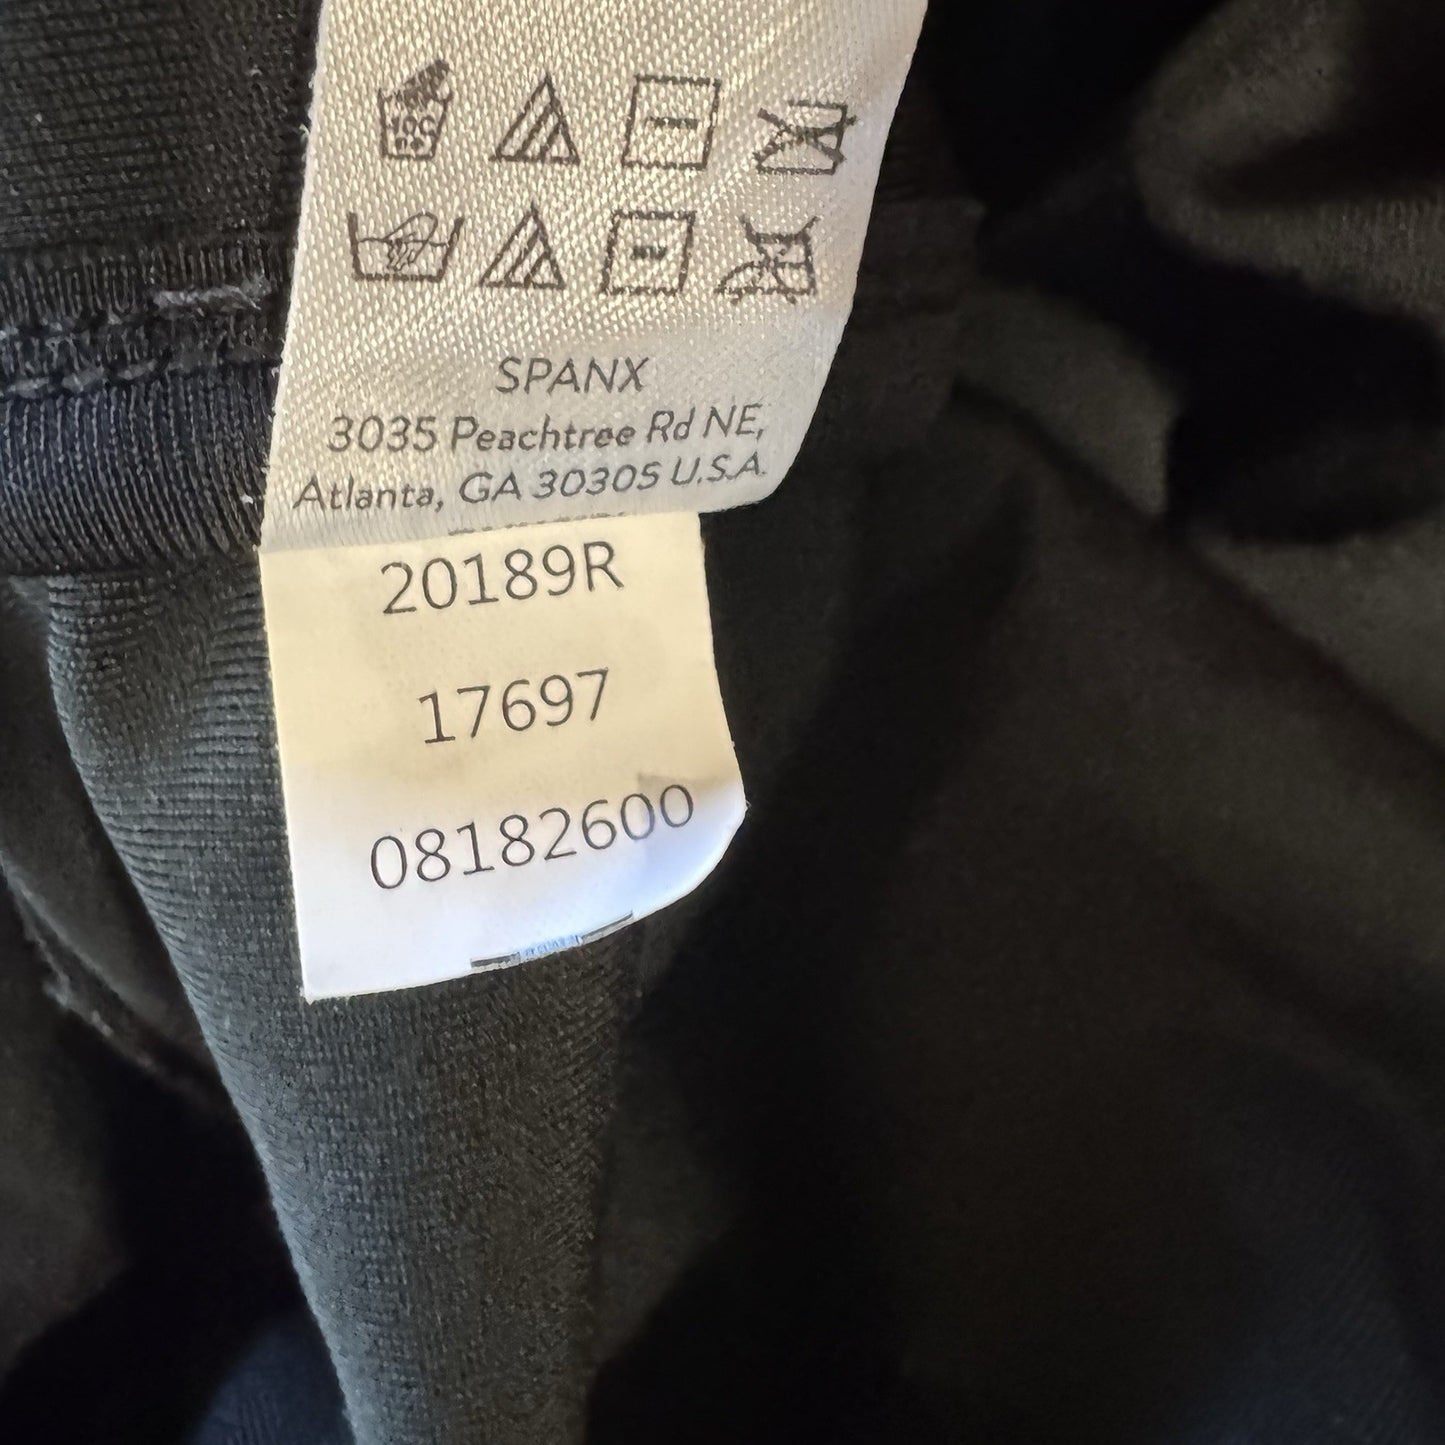 SPANX
3035 Peachtree Rd NE,
Atlanta, GA 30305 U.S.A.
20189R
17697
08182600